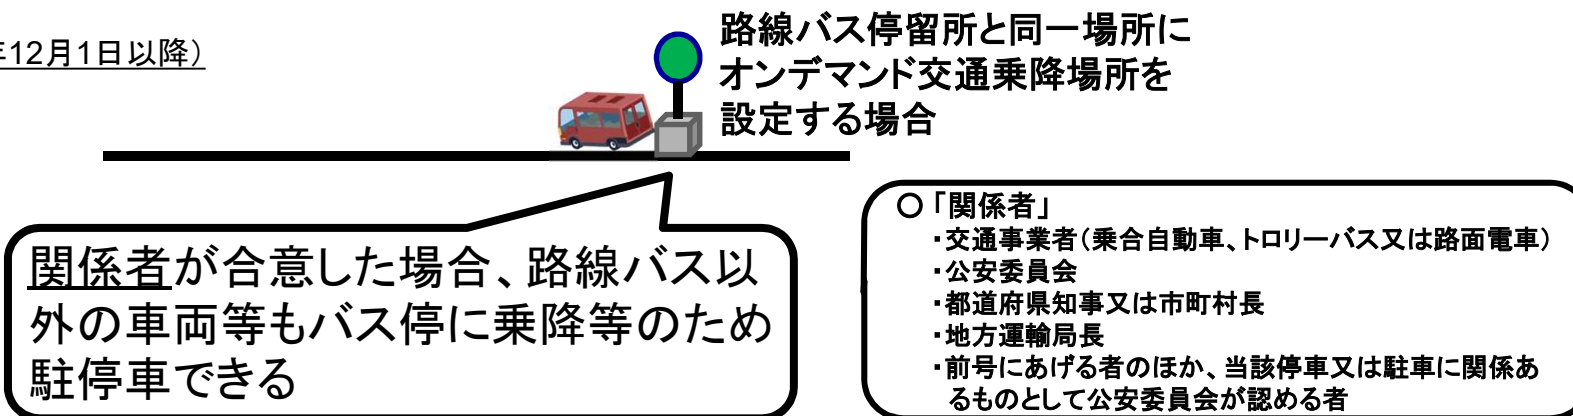 年12月1日以降）
路線バス停留所と同一場所に
オンデマンド交通乗降場所を
設定する場合
関係者が合意した場合、路線バス以
外の車両等もバス停に乗降等のため
駐停車できる
○「関係者」
・交通事業者（乗合自動車、トロリーバス又は路面電車）
・公安委員会
・都道府県知事又は市町村長
・地方運輸局長
・前号にあげる者のほか、当該停車又は駐車に関係あ
るものとして公安委員会が認める者